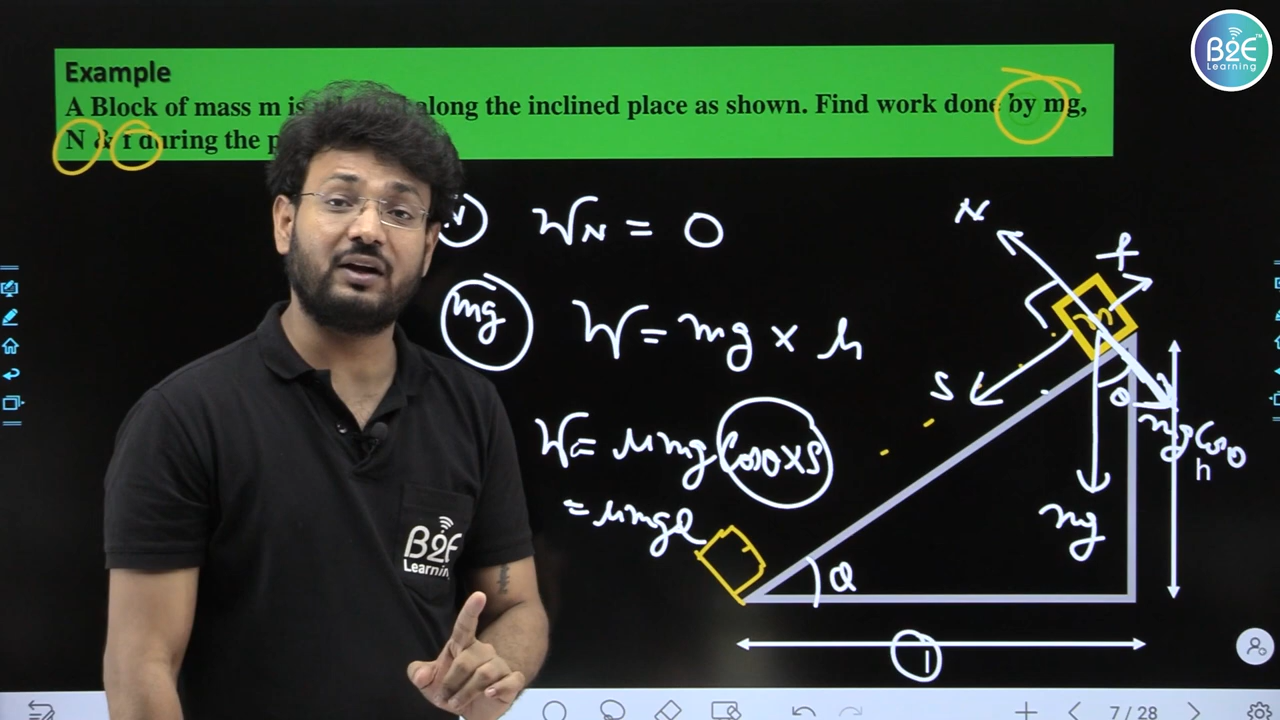 B2E
Learning
Example
A Block of mass m is along the inclined place as shown. Find work done by mg,
N & f during the
N W_N = 0
mg W = mg × h
W = μmg Cosθ×S
= μmgl
N
f
m
S
θ
mg Cosθ
h
mg
θ
l
B2E
Learning
7 / 28